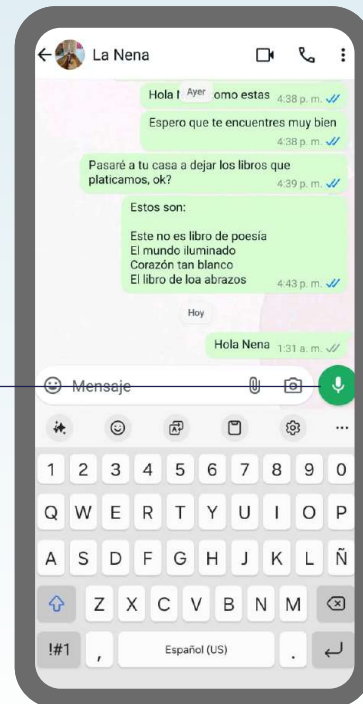 La Nena
Hola omo estas 4:38 p. m.
Ayer
Espero que te encuentres muy bien
4:38 p. m.
Pasaré a tu casa a dejar los libros que
platicamos, ok? 4:39 p. m.
Estos son:
Este no es libro de poesía
El mundo iluminado
Corazón tan blanco
El libro de loa abrazos 4:43 p. m.
Hoy
Hola Nena 1:31 a. m.
Mensaje
1 2 3 4 5 6 7 8 9 0
Q W E R T Y U I O P
A S D F G H J K L Ñ
Z X C V B N M
!#1 , Español (US) .